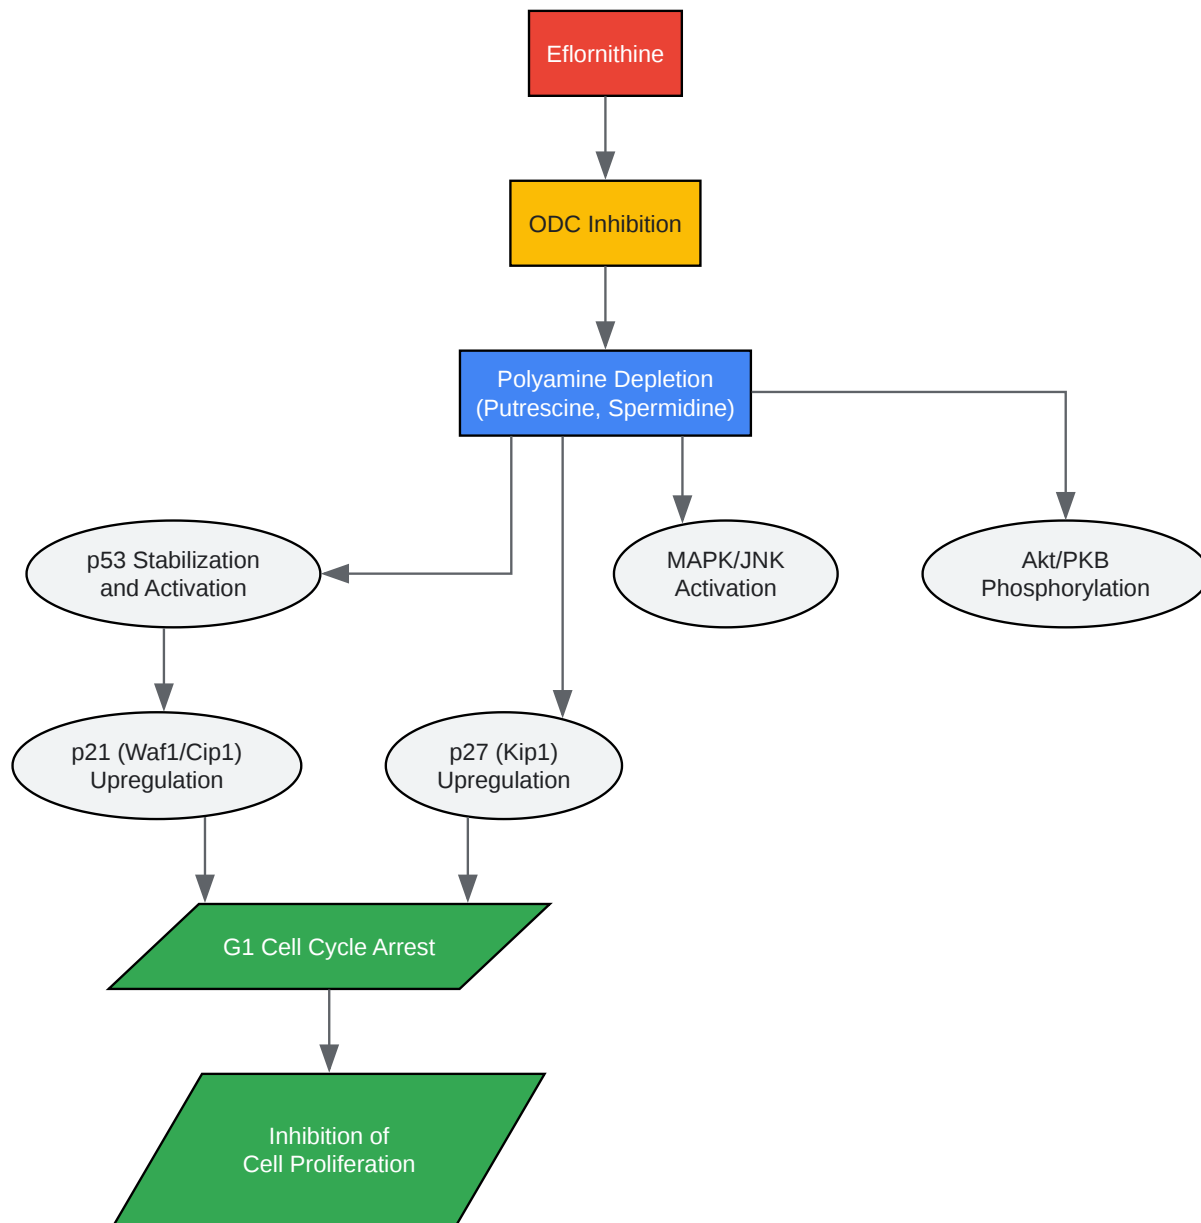 Eflornithine
ODC Inhibition
Polyamine Depletion
(Putrescine, Spermidine)
p53 Stabilization
and Activation
MAPK/JNK
Activation
Akt/PKB
Phosphorylation
p21 (Waf1/Cip1)
Upregulation
p27 (Kip1)
Upregulation
G1 Cell Cycle Arrest
Inhibition of
Cell Proliferation